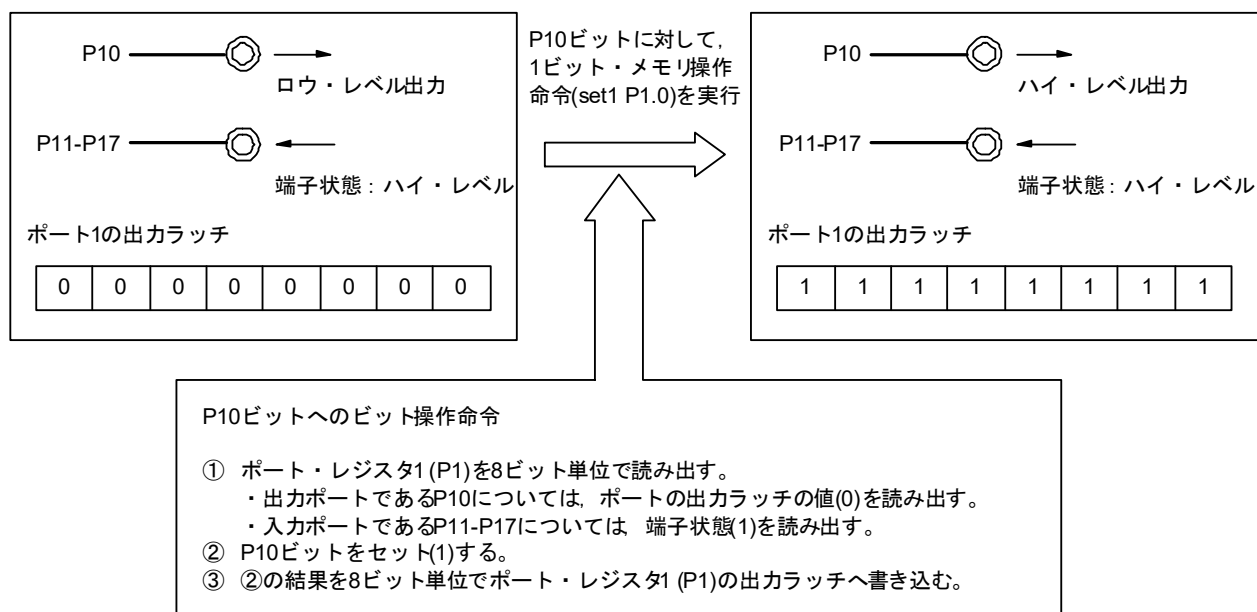 P10
ロウ・レベル出力
P11-P17
端子状態：ハイ・レベル
ポート1の出力ラッチ
0 0 0 0 0 0 0 0
P10ビットに対して，
1ビット・メモリ操作
命令(set1 P1.0)を実行
P10
ハイ・レベル出力
P11-P17
端子状態：ハイ・レベル
ポート1の出力ラッチ
1 1 1 1 1 1 1 1
P10ビットへのビット操作命令
① ポート・レジスタ1 (P1)を8ビット単位で読み出す。
・出力ポートであるP10については，ポートの出力ラッチの値(0)を読み出す。
・入力ポートであるP11-P17については，端子状態(1)を読み出す。
② P10ビットをセット(1)する。
③ ②の結果を8ビット単位でポート・レジスタ1 (P1)の出力ラッチへ書き込む。